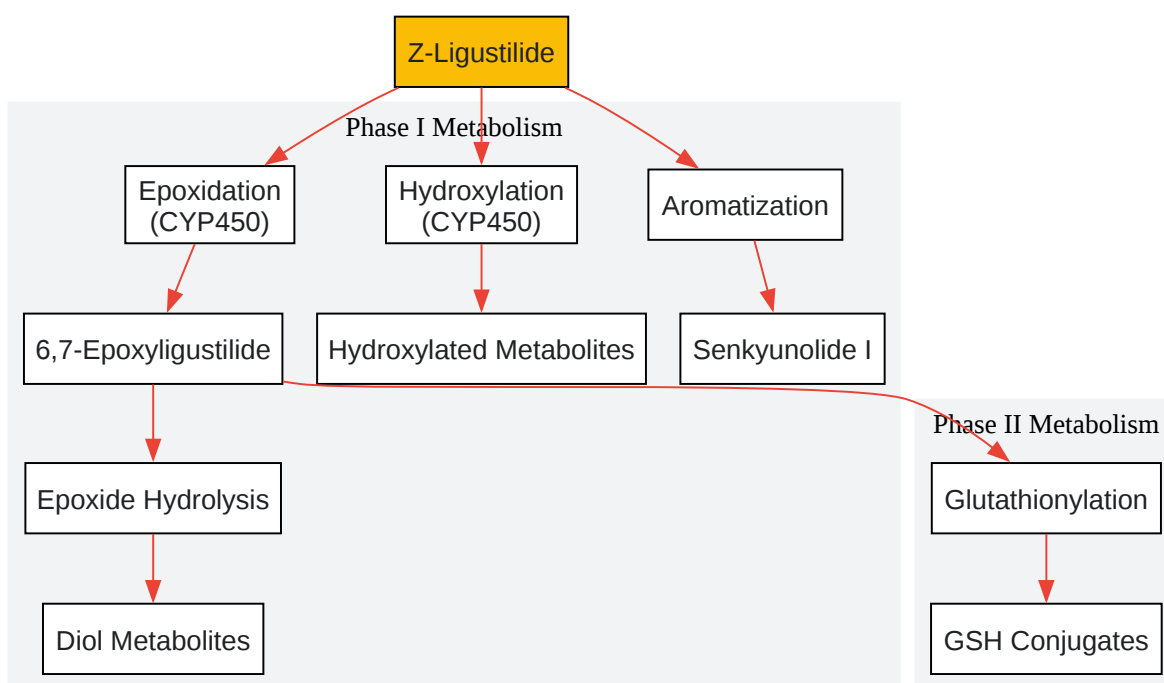 Z-Ligustilide
Phase I Metabolism
Epoxidation
(CYP450)
Hydroxylation
(CYP450)
Aromatization
6,7-Epoxyligustilide
Hydroxylated Metabolites
Senkyunolide I
Phase II Metabolism
Epoxide Hydrolysis
Glutathionylation
Diol Metabolites
GSH Conjugates